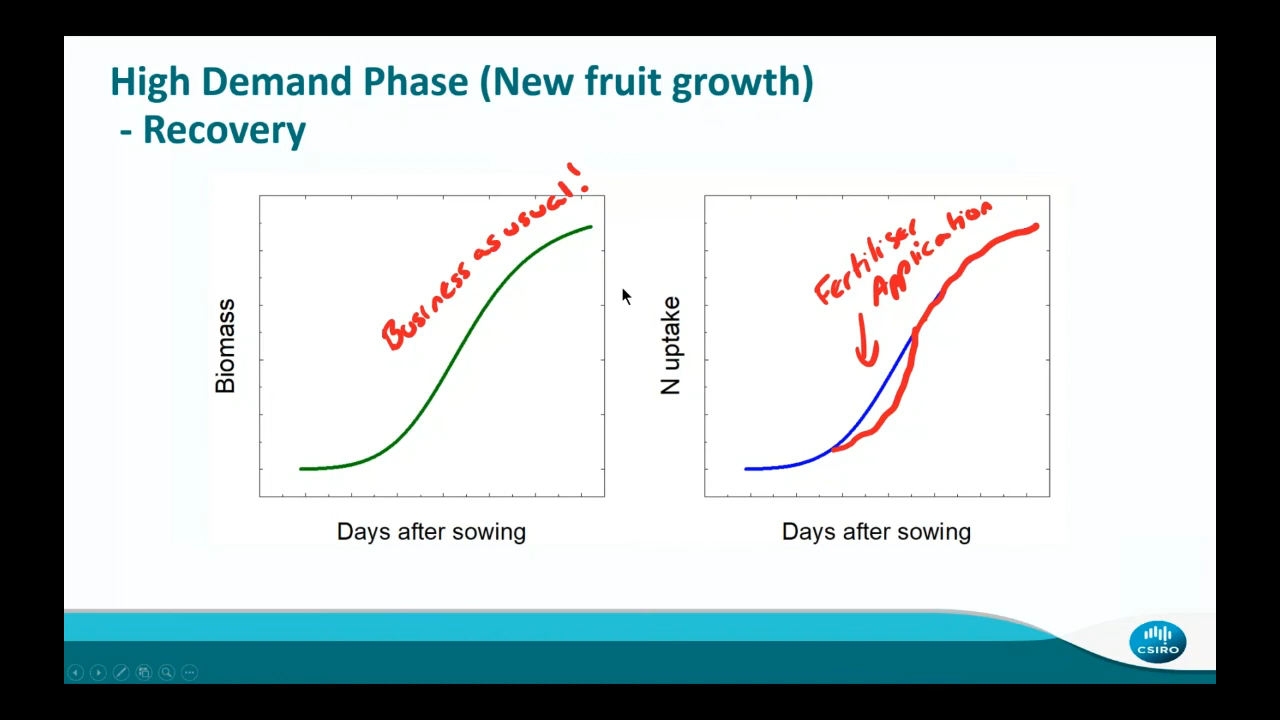 High Demand Phase (New fruit growth)
- Recovery
Business as usual!
Biomass
Days after sowing
Fertiliser
Application
N uptake
Days after sowing
CSIRO